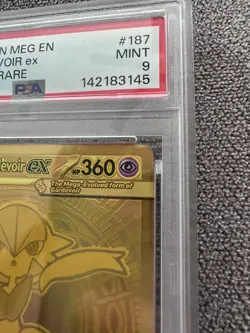 N MEG EN #187
VOIR ex MINT
RARE 9
PSA 142183145
devoir ex HP 360
The Mega-Evolved form of
Gardevoir